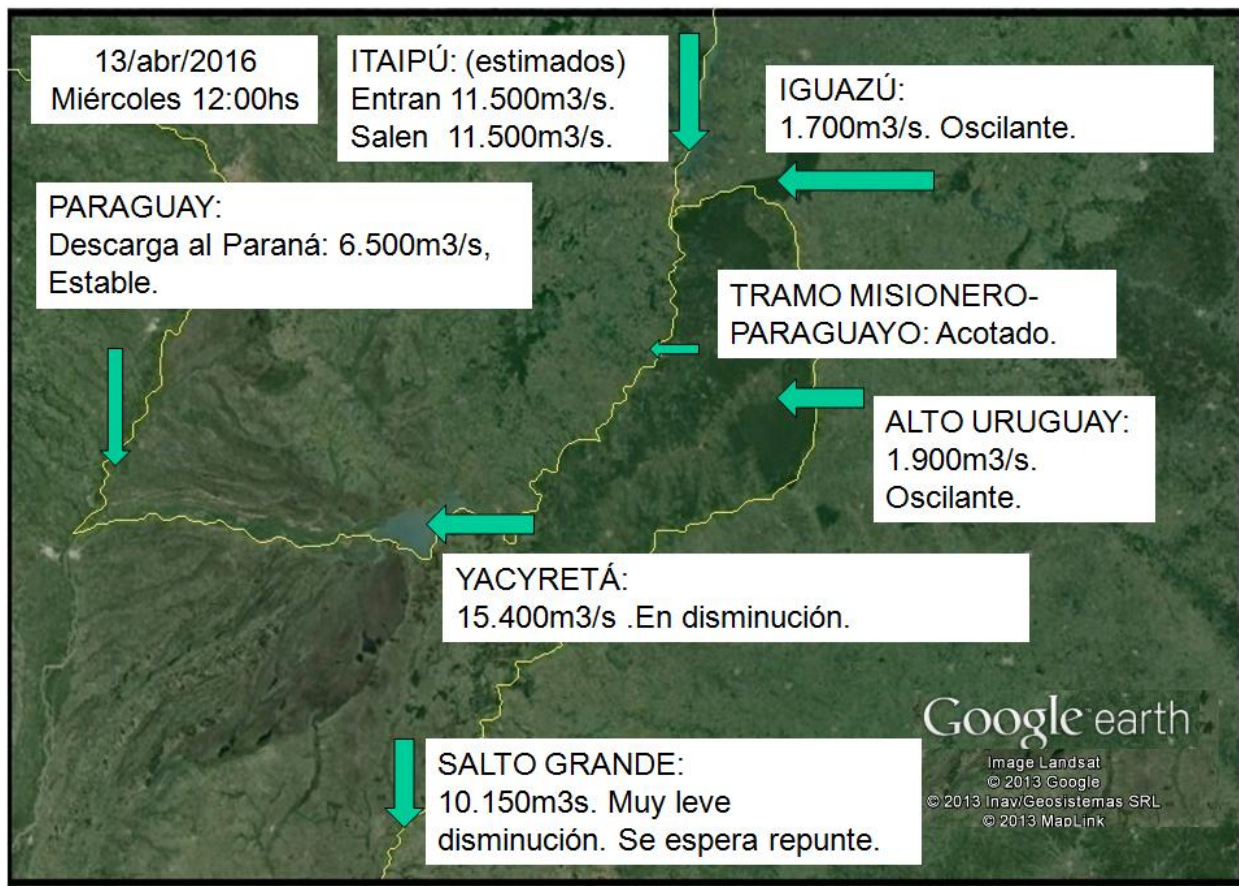 13/abr/2016
Miércoles 12:00hs
ITAIPÚ: (estimados)
Entran 11.500m3/s.
Salen 11.500m3/s.
IGUAZÚ:
1.700m3/s. Oscilante.
PARAGUAY:
Descarga al Paraná: 6.500m3/s,
Estable.
TRAMO MISIONERO-
PARAGUAYO: Acotado.
ALTO URUGUAY:
1.900m3/s.
Oscilante.
YACYRETÁ:
15.400m3/s .En disminución.
SALTO GRANDE:
10.150m3s. Muy leve
disminución. Se espera repunte.
Google earth
Image Landsat
© 2013 Google
© 2013 Inav/Geosistemas SRL
© 2013 MapLink